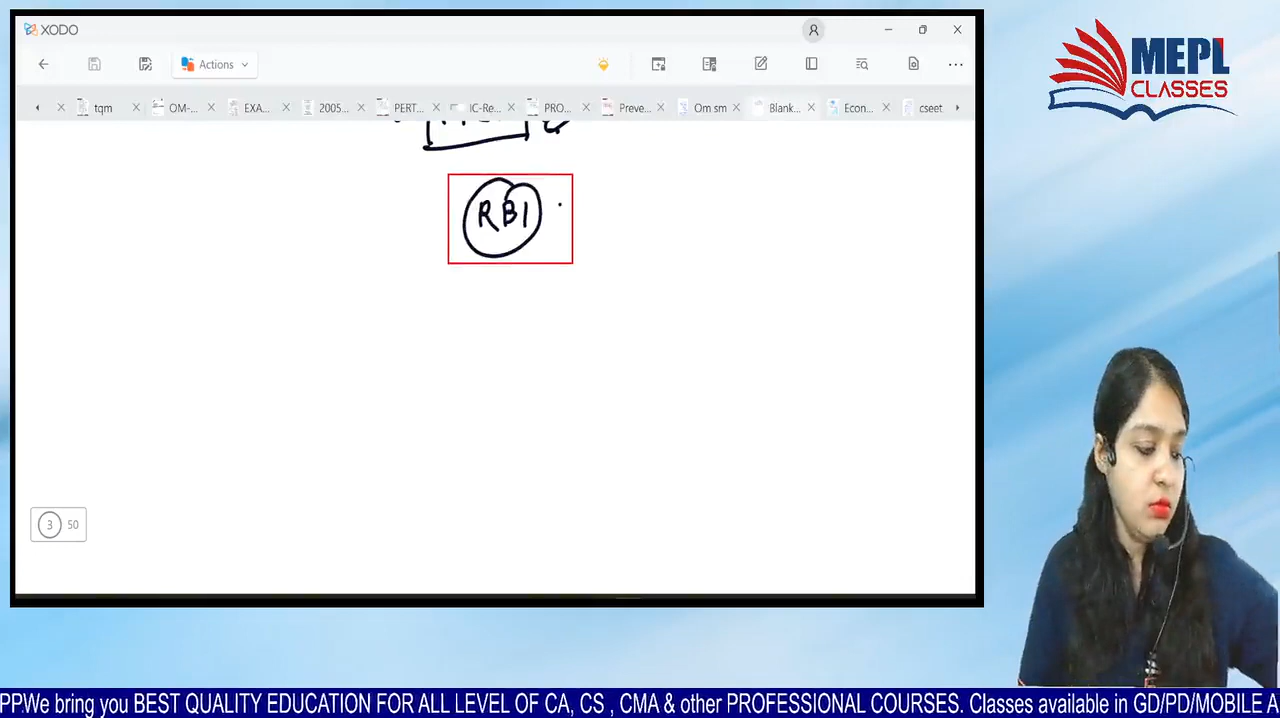 XODO
Actions
tqm
OM-...
EXA...
2005...
PERT...
IC-Re...
PRO...
Preve...
Om sm
Blank...
Econ...
cseet
MEPL
CLASSES
RBI
3 50
PP.We bring you BEST QUALITY EDUCATION FOR ALL LEVEL OF CA, CS , CMA & other PROFESSIONAL COURSES. Classes available in GD/PD/MOBILE A